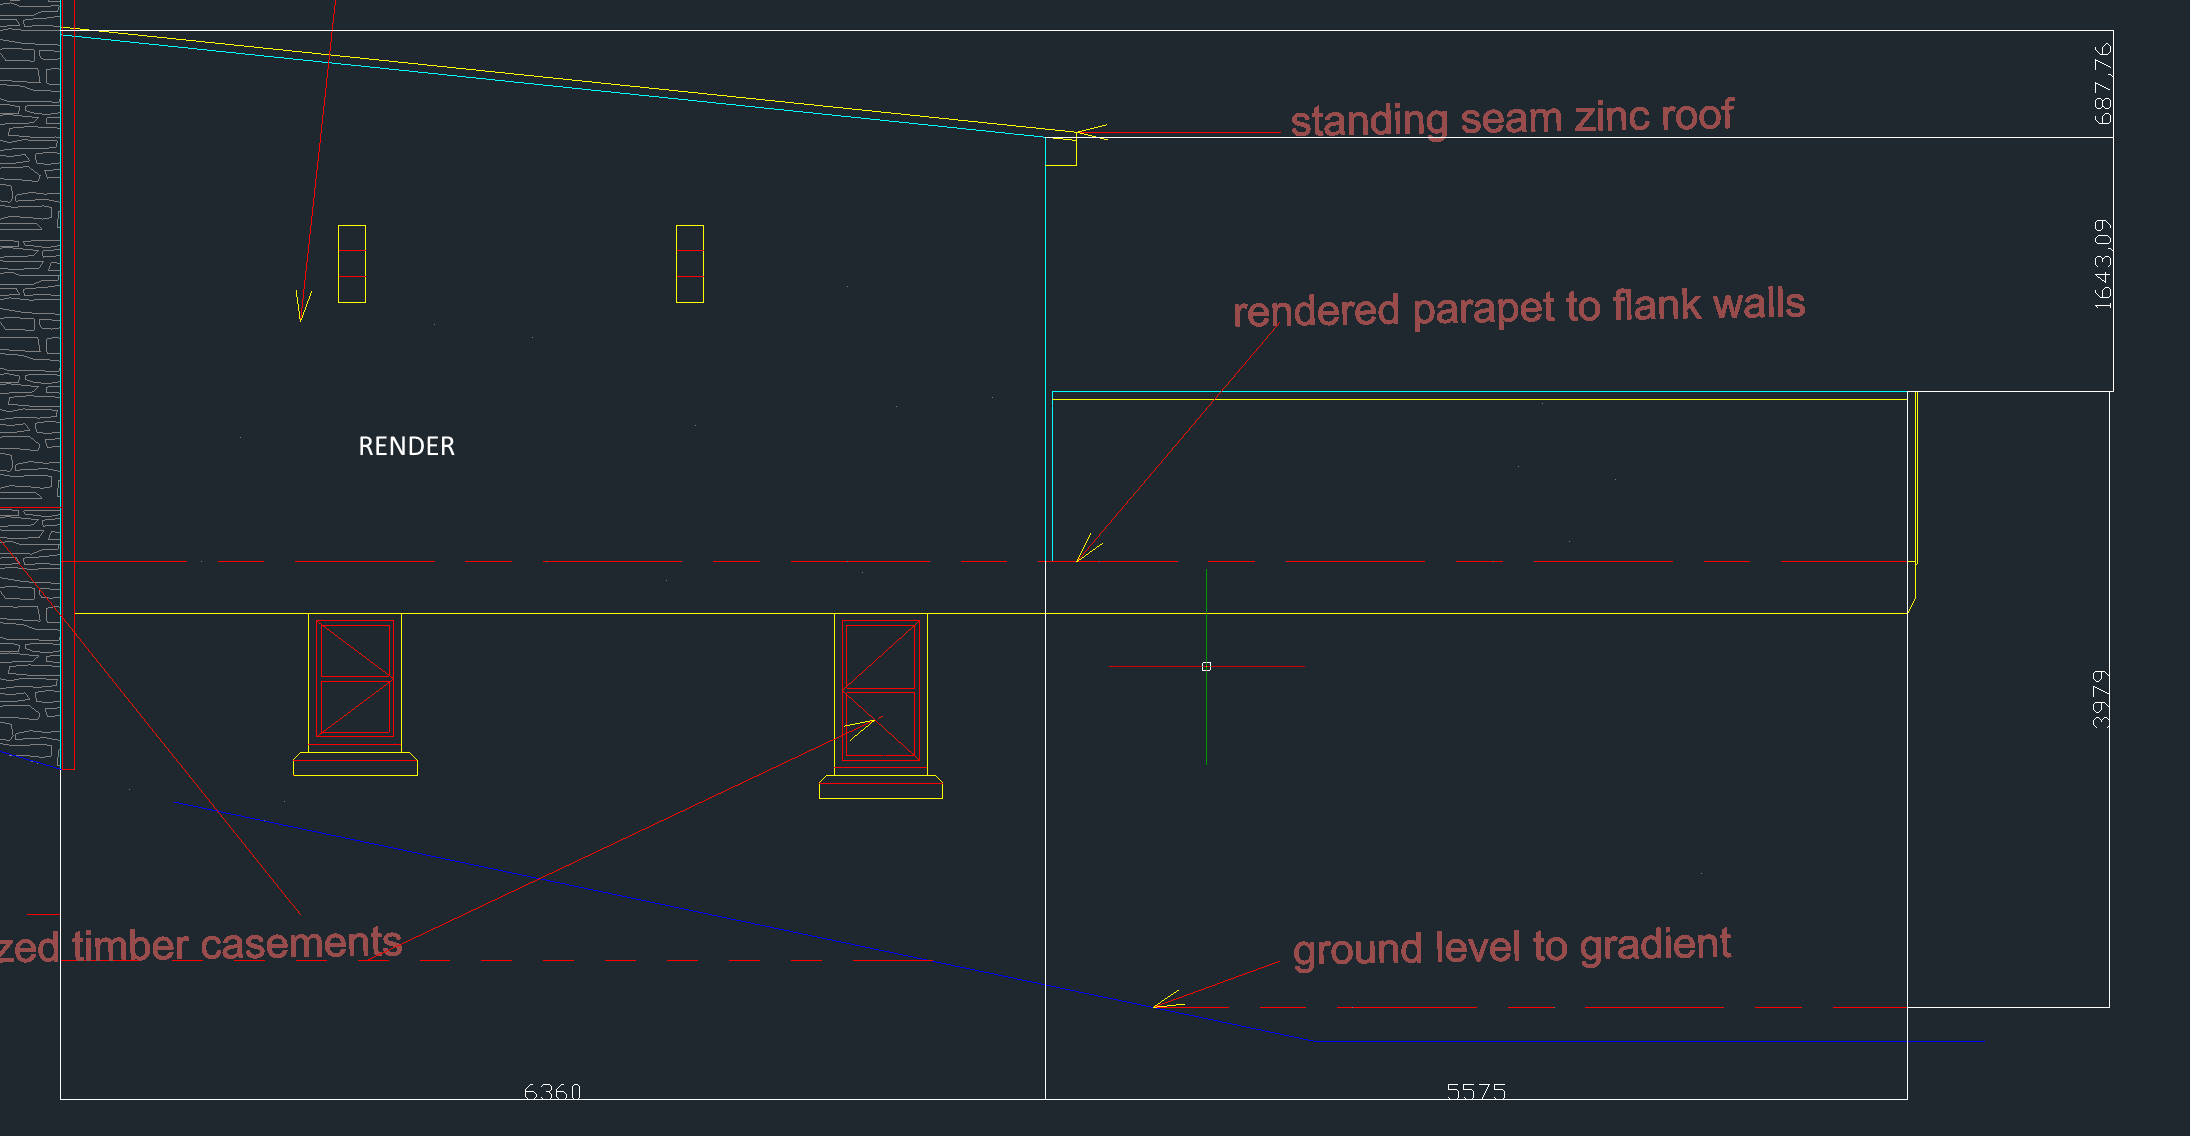 687,76
standing seam zinc roof
1643,09
rendered parapet to flank walls
RENDER
3979
zed timber casements
ground level to gradient
6360
5575